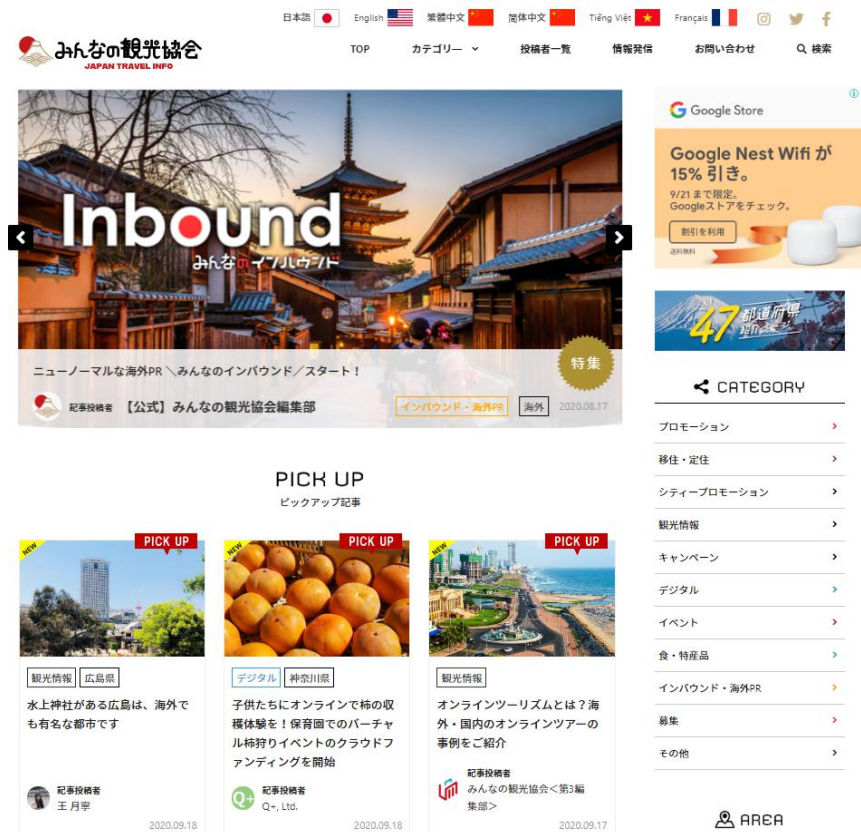 日本語
English
繁體中文
简体中文
Tiếng Việt
Français
みんなの観光協会
JAPAN TRAVEL INFO
TOP
カテゴリー
投稿者一覧
情報発信
お問い合わせ
検索
Inbound
みんなのインバウンド
特集
ニューノーマルな海外PR ＼みんなのインバウンド／スタート！
記事投稿者
【公式】みんなの観光協会編集部
インバウンド・海外PR
海外
2020.08.17
Google Store
Google Nest Wifi が
15% 引き。
9/21 まで限定。
Googleストアをチェック。
割引を利用
送料無料
47
都道府県
紹介ページ
CATEGORY
プロモーション
移住・定住
シティープロモーション
観光情報
キャンペーン
デジタル
イベント
食・特産品
インバウンド・海外PR
募集
その他
AREA
PICK UP
ピックアップ記事
NEW
PICK UP
観光情報
広島県
水上神社がある広島は、海外で
も有名な都市です
記事投稿者
王 月寧
2020.09.18
NEW
PICK UP
デジタル
神奈川県
子供たちにオンラインで柿の収
穫体験を！保育園でのバーチャ
ル柿狩りイベントのクラウドフ
ァンディングを開始
Q+
記事投稿者
Q+, Ltd.
2020.09.18
NEW
PICK UP
観光情報
オンラインツーリズムとは？海
外・国内のオンラインツアーの
事例をご紹介
記事投稿者
みんなの観光協会＜第3編
集部＞
2020.09.17